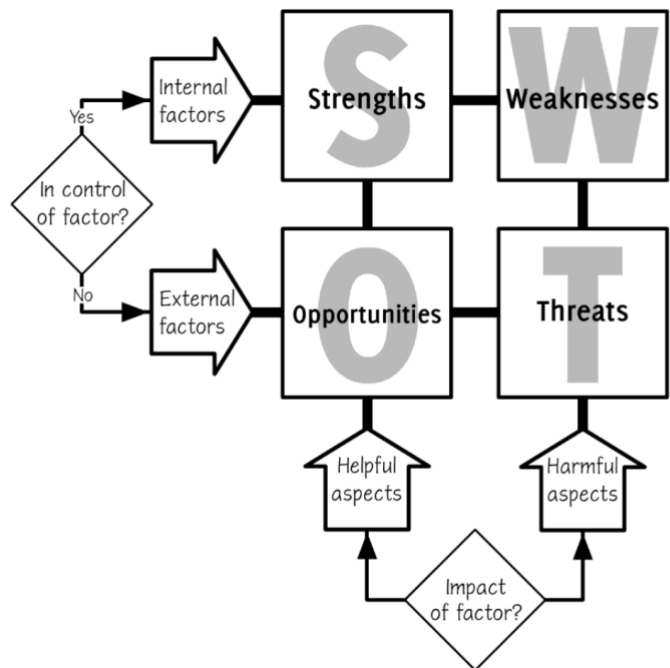 S
Strengths
W
Weaknesses
Internal
factors
Yes
In control
of factor?
No
External
factors
O
Opportunities
T
Threats
Helpful
aspects
Harmful
aspects
Impact
of factor?